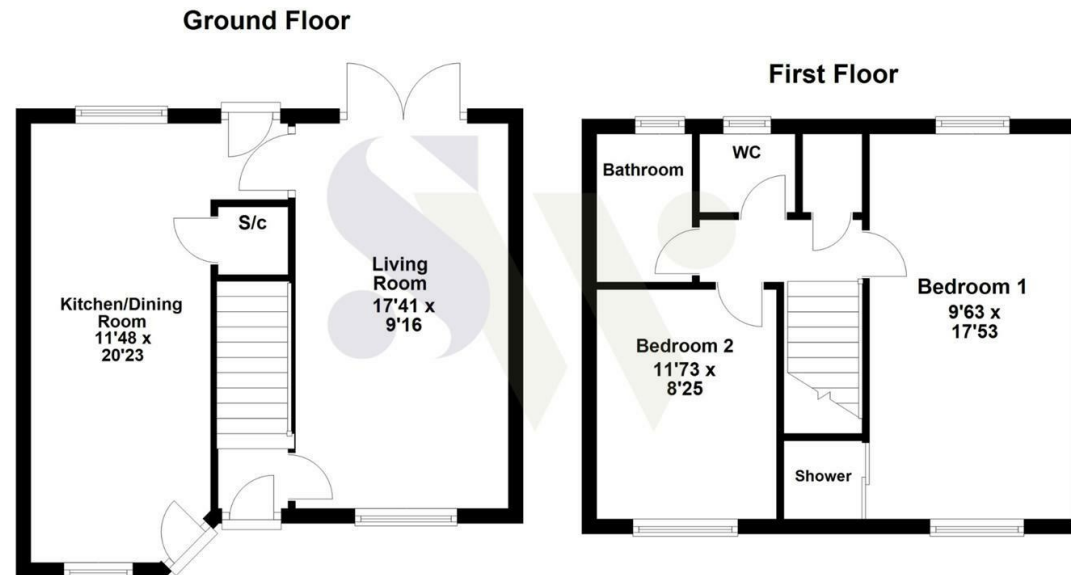 Ground Floor
S/c
Living
Room
17'41 x
9'16
Kitchen/Dining
Room
11'48 x
20'23
First Floor
Bathroom
WC
Bedroom 1
9'63 x
17'53
Bedroom 2
11'73 x
8'25
Shower